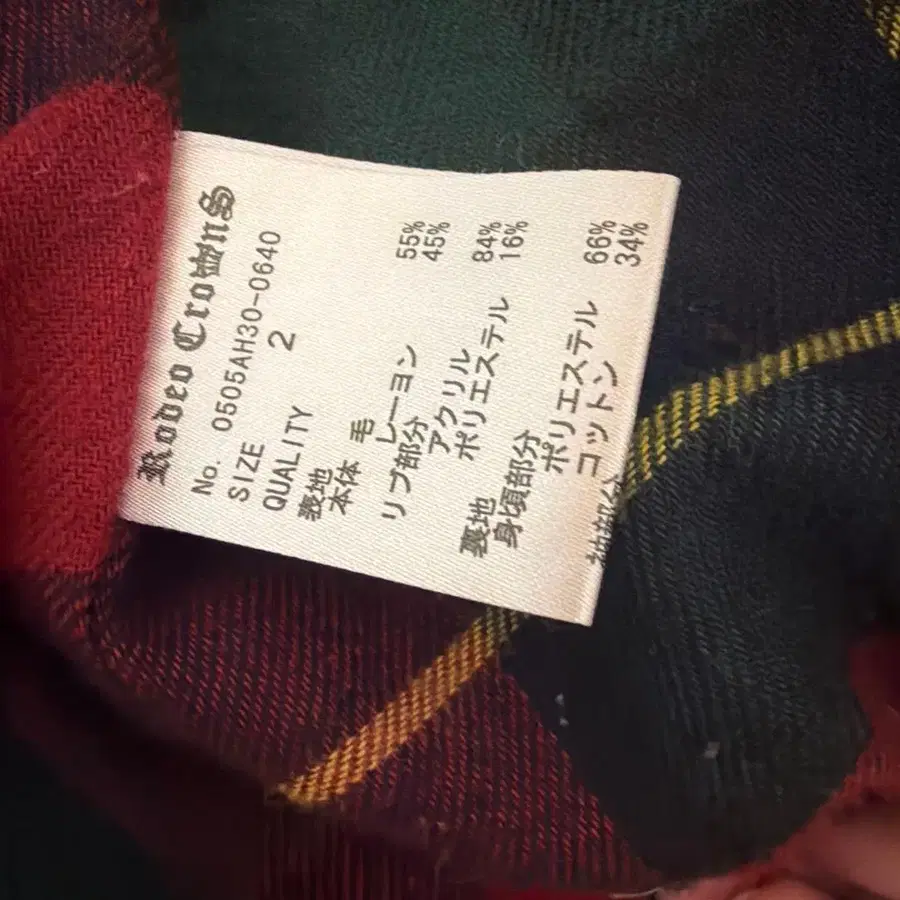 Rodeo Crowns
No. 0505AH30-0640
SIZE 2
QUALITY
表地
本体 毛 55%
レーヨン 45%
リブ部分
アクリル 84%
ポリエステル 16%
裏地
身頃部分
ポリエステル 66%
コットン 34%